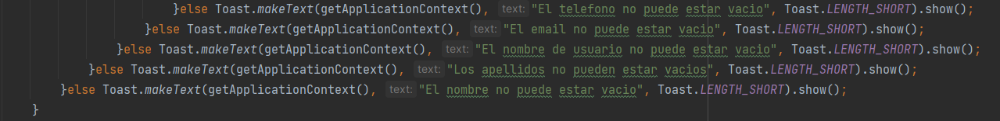 }else Toast.makeText(getApplicationContext(), text: "El telefono no puede estar vacio", Toast.LENGTH_SHORT).show();
}else Toast.makeText(getApplicationContext(), text: "El email no puede estar vacio", Toast.LENGTH_SHORT).show();
}else Toast.makeText(getApplicationContext(), text: "El nombre de usuario no puede estar vacio", Toast.LENGTH_SHORT).show();
}else Toast.makeText(getApplicationContext(), text: "Los apellidos no pueden estar vacios", Toast.LENGTH_SHORT).show();
}else Toast.makeText(getApplicationContext(), text: "El nombre no puede estar vacio", Toast.LENGTH_SHORT).show();
}